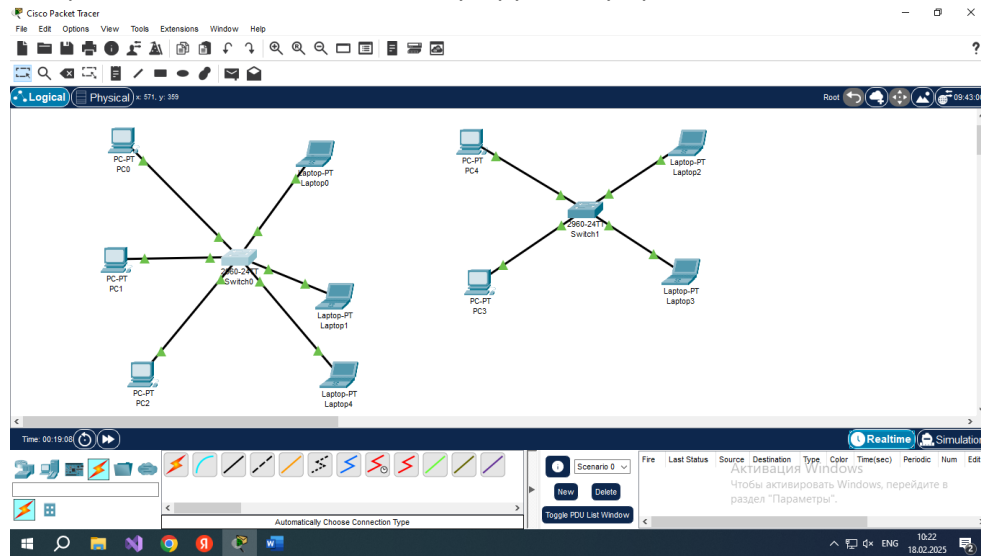 Cisco Packet Tracer
File Edit Options View Tools Extensions Window Help
?
Logical Physical x: 571, y: 359 Root 09:43:00
PC-PT
PC0
Laptop-PT
Laptop0
PC-PT
PC4
Laptop-PT
Laptop2
2960-24TT
Switch1
2960-24TT
Switch0
PC-PT
PC1
Laptop-PT
Laptop1
PC-PT
PC3
Laptop-PT
Laptop3
PC-PT
PC2
Laptop-PT
Laptop4
Time: 00:19:08 Realtime Simulation
Scenario 0
Fire Last Status Source Destination Type Color Time(sec) Periodic Num Edit
New Delete
Toggle PDU List Window
Automatically Choose Connection Type
Активация Windows
Чтобы активировать Windows, перейдите в
раздел "Параметры".
ENG 10:22
18.02.2025
2